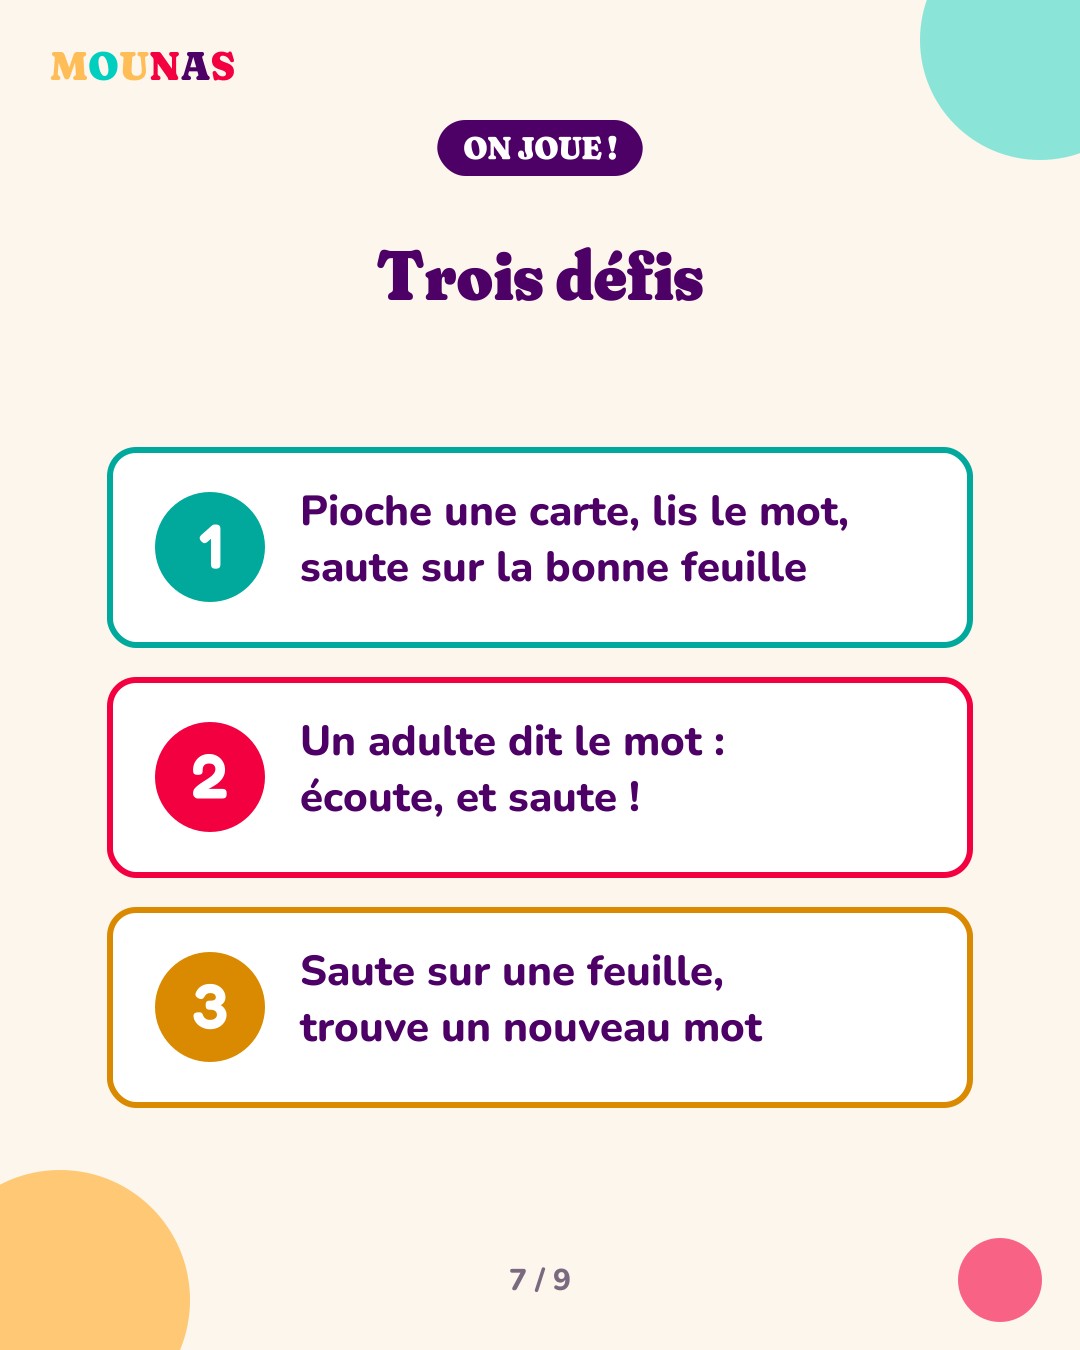 MOUNAS
ON JOUE !
Trois défis
1
Pioche une carte, lis le mot,
saute sur la bonne feuille
2
Un adulte dit le mot :
écoute, et saute !
3
Saute sur une feuille,
trouve un nouveau mot
7 / 9